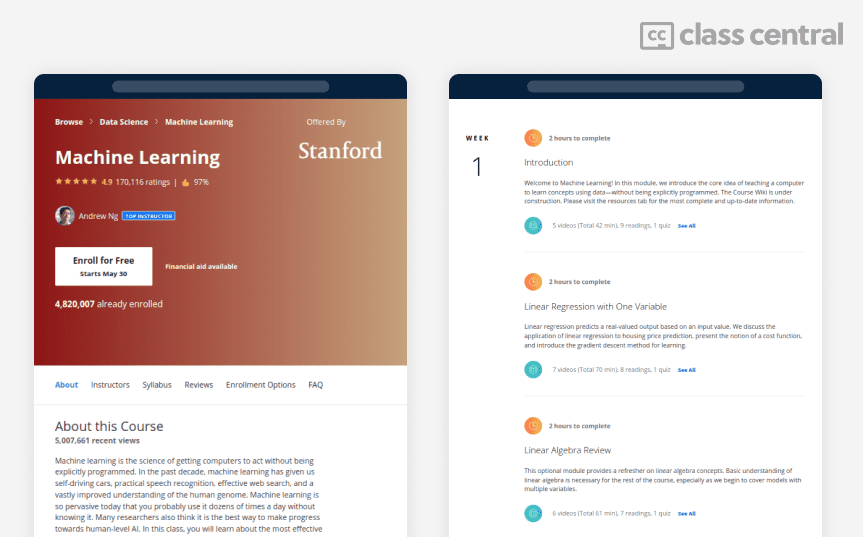 cc class central
Browse > Data Science > Machine Learning
Offered By
Machine Learning
Stanford
4.9 170,116 ratings | 97%
Andrew Ng TOP INSTRUCTOR
Enroll for Free
Starts May 30
Financial aid available
4,820,007 already enrolled
About Instructors Syllabus Reviews Enrollment Options FAQ
About this Course
5,007,661 recent views
Machine learning is the science of getting computers to act without being
explicitly programmed. In the past decade, machine learning has given us
self-driving cars, practical speech recognition, effective web search, and a
vastly improved understanding of the human genome. Machine learning is
so pervasive today that you probably use it dozens of times a day without
knowing it. Many researchers also think it is the best way to make progress
towards human-level AI. In this class, you will learn about the most effective
WEEK
1
2 hours to complete
Introduction
Welcome to Machine Learning! In this module, we introduce the core idea of teaching a computer
to learn concepts using data—without being explicitly programmed. The Course Wiki is under
construction. Please visit the resources tab for the most complete and up-to-date information.
5 videos (Total 42 min), 9 readings, 1 quiz See All
2 hours to complete
Linear Regression with One Variable
Linear regression predicts a real-valued output based on an input value. We discuss the
application of linear regression to housing price prediction, present the notion of a cost function,
and introduce the gradient descent method for learning.
7 videos (Total 70 min), 8 readings, 1 quiz See All
2 hours to complete
Linear Algebra Review
This optional module provides a refresher on linear algebra concepts. Basic understanding of
linear algebra is necessary for the rest of the course, especially as we begin to cover models with
multiple variables.
6 videos (Total 61 min), 7 readings, 1 quiz See All